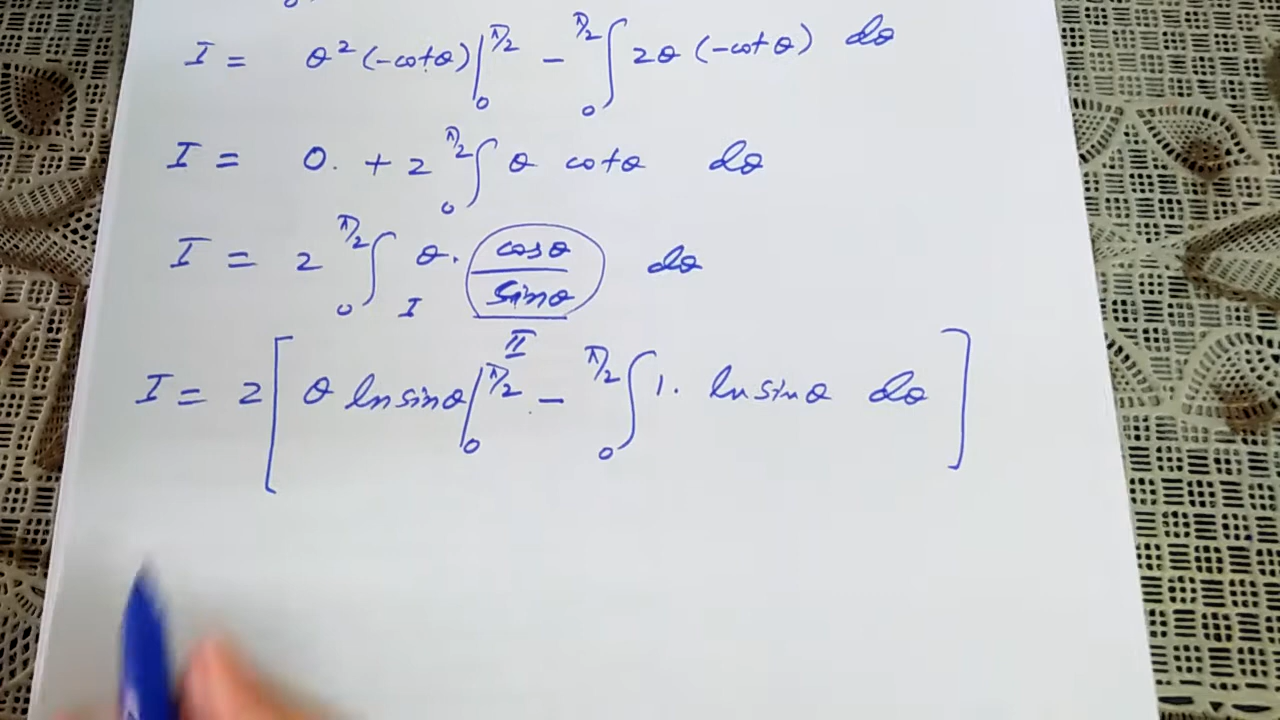 I = θ² (-cotθ) |₀^π/2 - ₀^π/2∫ 2θ (-cotθ) dθ
I = 0. + 2 ₀^π/2∫ θ cotθ dθ
I = 2 ₀^π/2∫ θ. cosθ/sinθ dθ
I II
I = 2 [ θ ln sinθ |₀^π/2 - ₀^π/2∫ 1. ln sinθ dθ ]